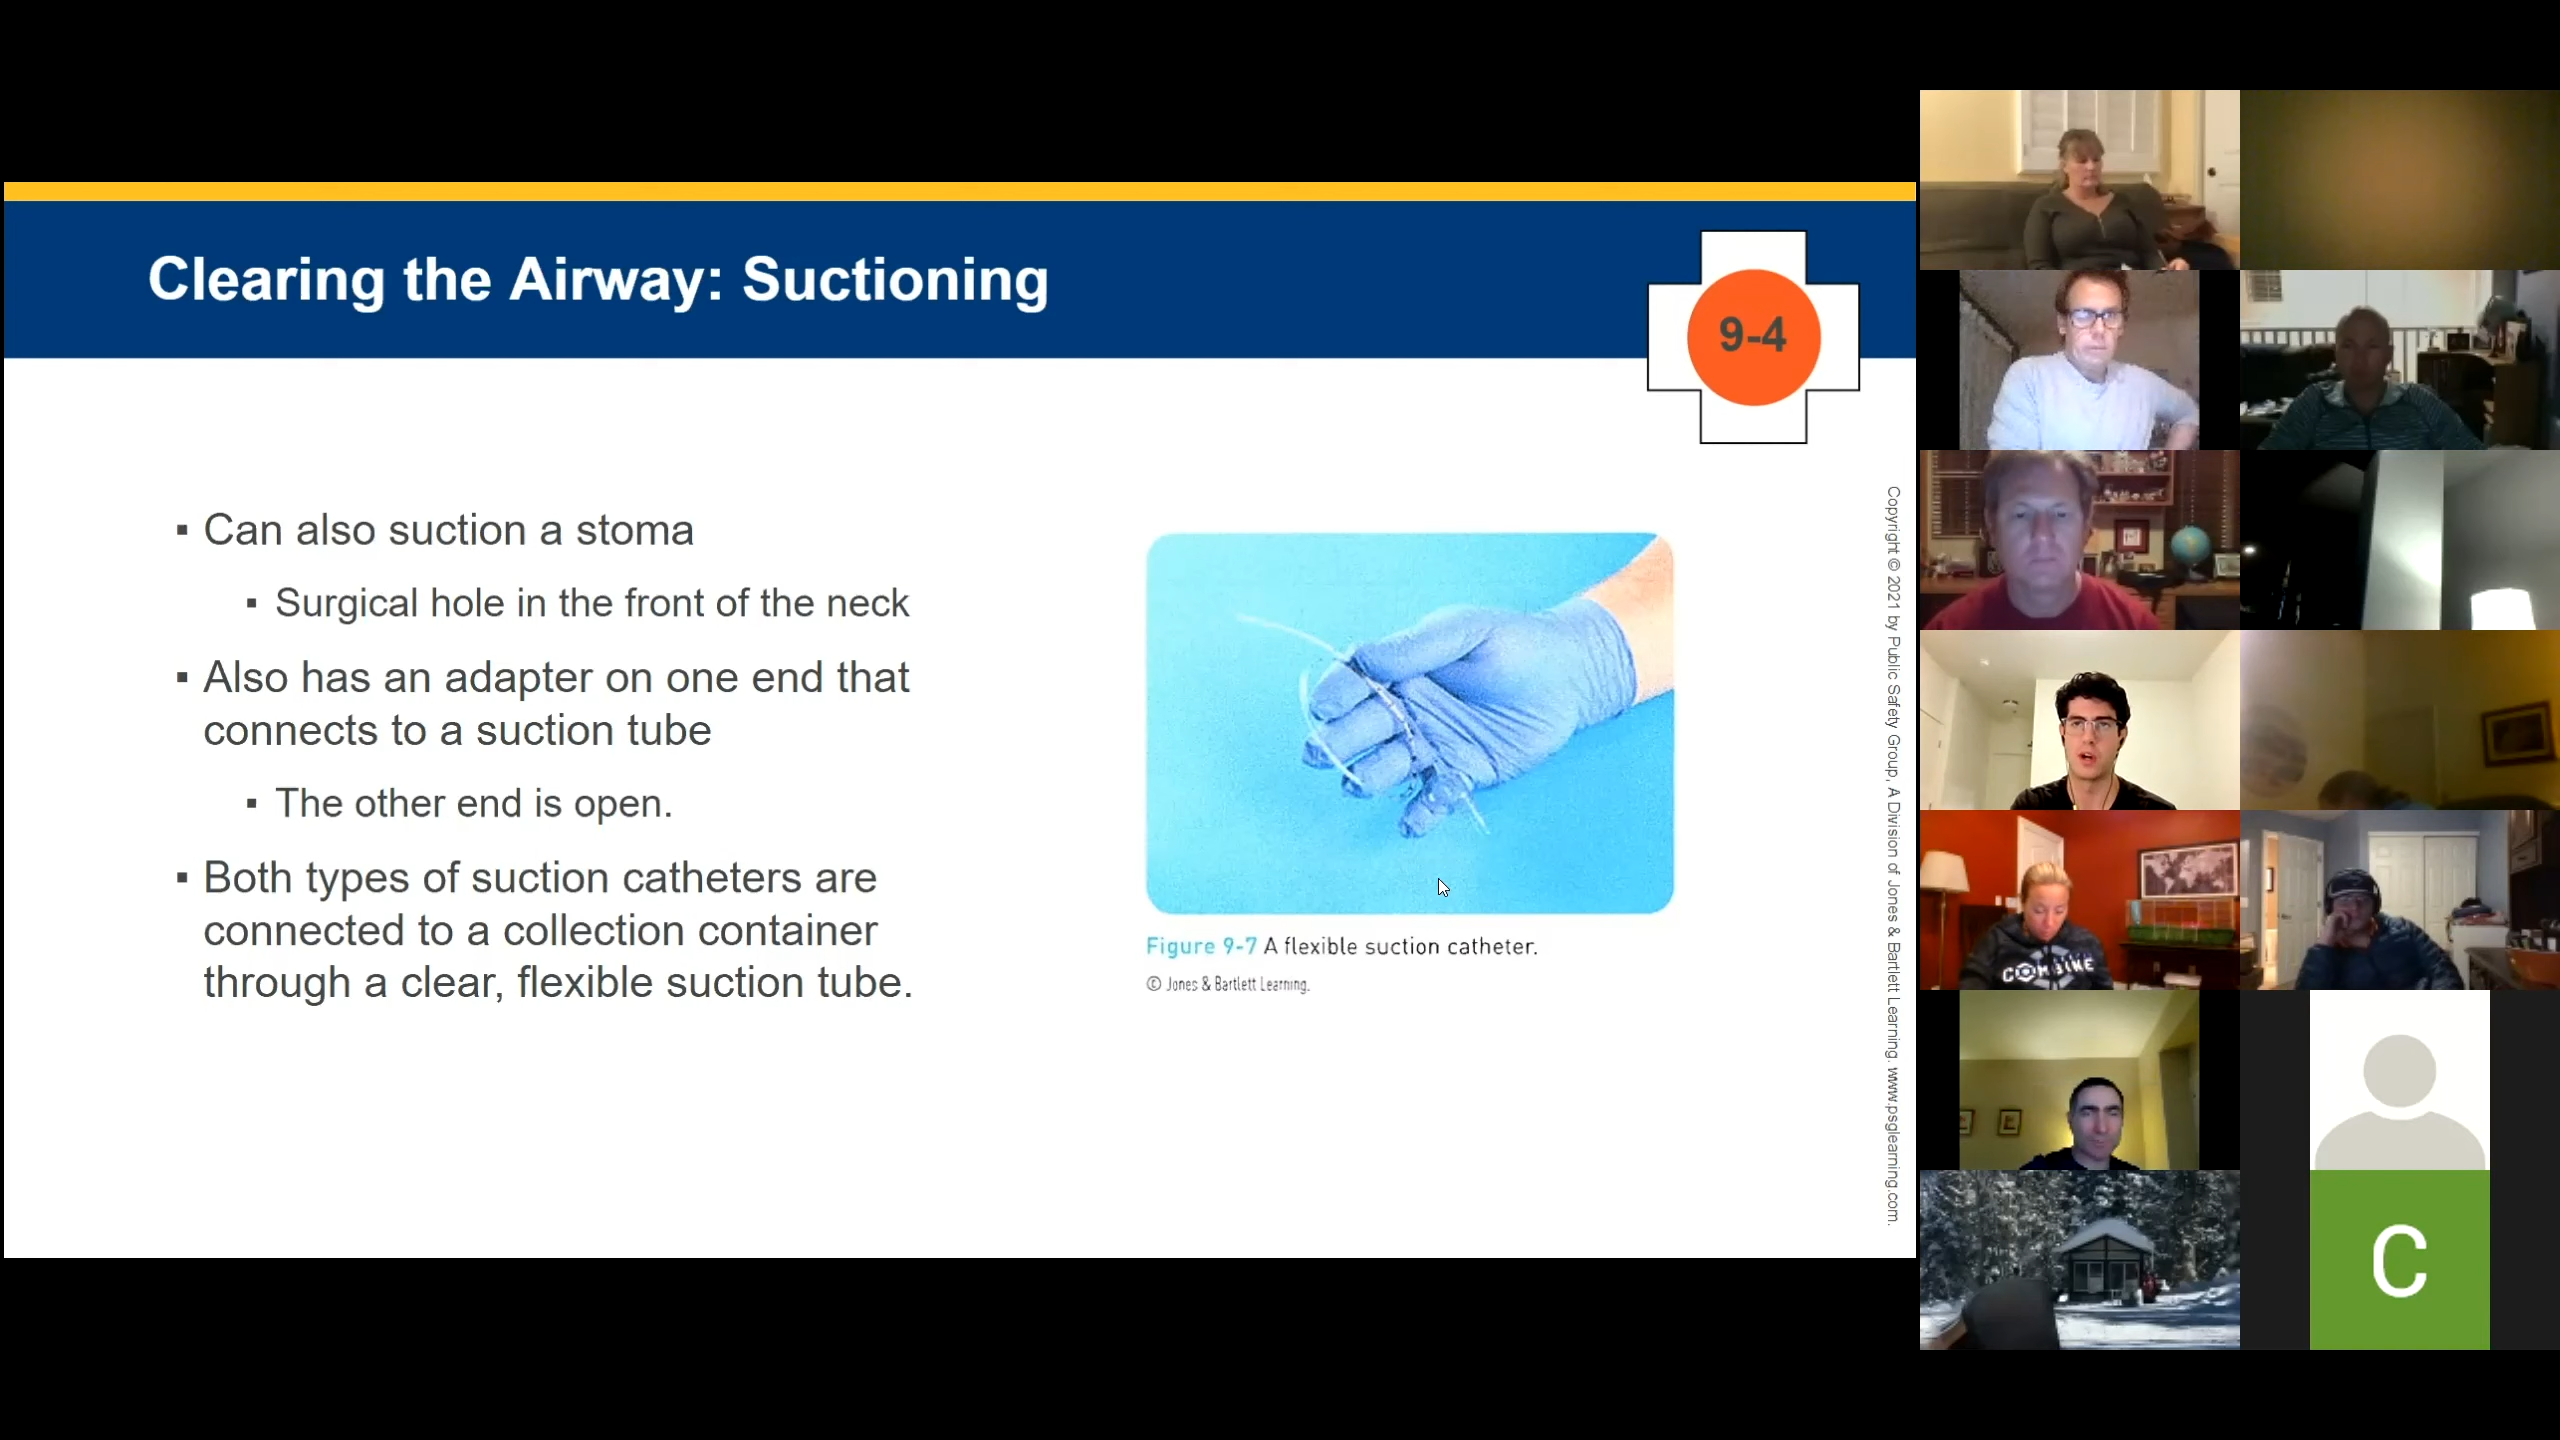 Clearing the Airway: Suctioning
9-4
▪ Can also suction a stoma
▪ Surgical hole in the front of the neck
▪ Also has an adapter on one end that
connects to a suction tube
▪ The other end is open.
▪ Both types of suction catheters are
connected to a collection container
through a clear, flexible suction tube.
Figure 9-7 A flexible suction catheter.
© Jones & Bartlett Learning.
Copyright © 2021 by Public Safety Group, A Division of Jones & Bartlett Learning. www.psglearning.com.
COMBINE
C